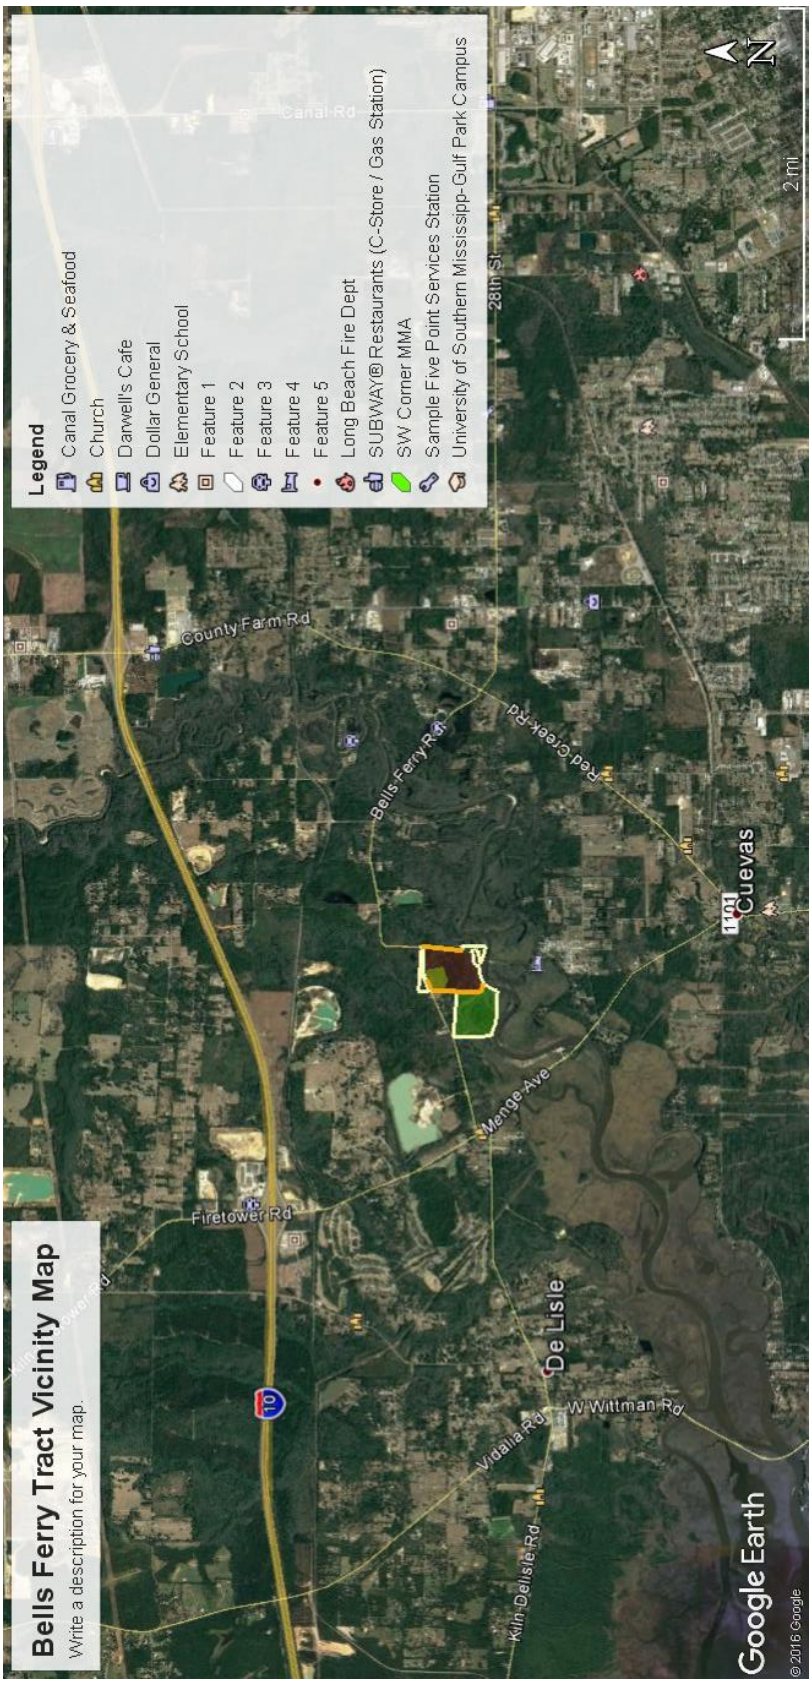 Bells Ferry Tract Vicinity Map
Write a description for your map.
Legend
Canal Grocery & Seafood
Church
Darwell's Cafe
Dollar General
Elementary School
Feature 1
Feature 2
Feature 3
Feature 4
Feature 5
Long Beach Fire Dept
SUBWAY® Restaurants (C-Store / Gas Station)
SW Corner MMA
Sample Five Point Services Station
University of Southern Mississipp-Gulf Park Campus
Canal Rd
Firetower Rd
County Farm Rd
10
Bells Ferry Rd
28th St
Menge Ave
Red Creek Rd
Vidalia Rd
De Lisle
Kiln Delisle Rd
W Wittman Rd
1101
Cuevas
Google Earth
© 2016 Google
N
2 mi